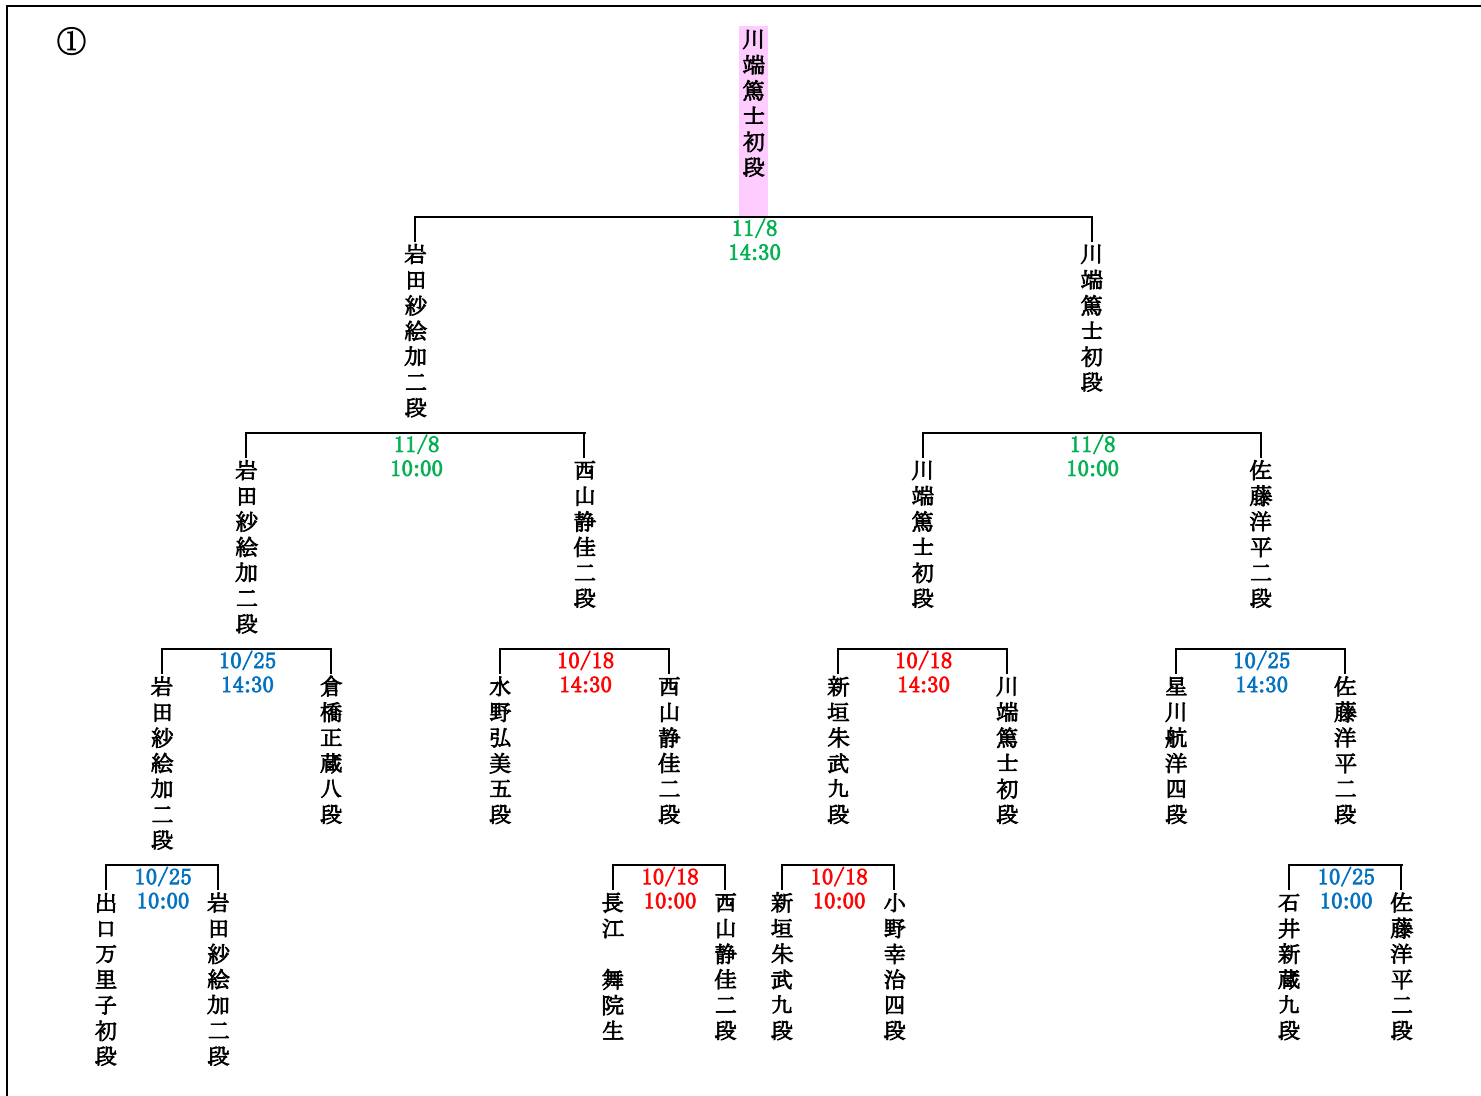 ①
川端篤士初段
11/8
14:30
岩田紗絵加二段
川端篤士初段
11/8
10:00
11/8
10:00
岩田紗絵加二段
西山静佳二段
川端篤士初段
佐藤洋平二段
10/25
14:30
10/18
14:30
10/18
14:30
10/25
14:30
岩田紗絵加二段
倉橋正蔵八段
水野弘美五段
西山静佳二段
新垣朱武九段
川端篤士初段
星川航洋四段
佐藤洋平二段
10/25
10:00
10/18
10:00
10/18
10:00
10/25
10:00
出口万里子初段
岩田紗絵加二段
長江　舞院生
西山静佳二段
新垣朱武九段
小野幸治四段
石井新蔵九段
佐藤洋平二段